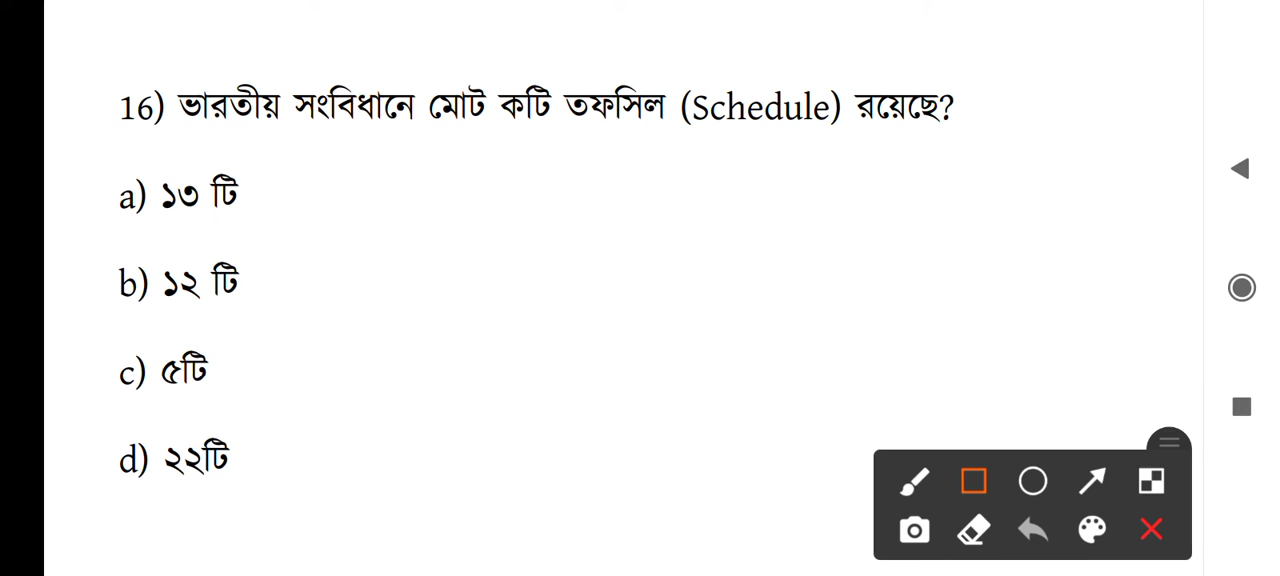 16) ভারতীয় সংবিধানে মোট কটি তফসিল (Schedule) রয়েছে?
a) ১৩ টি
b) ১২ টি
c) ৫টি
d) ২২টি